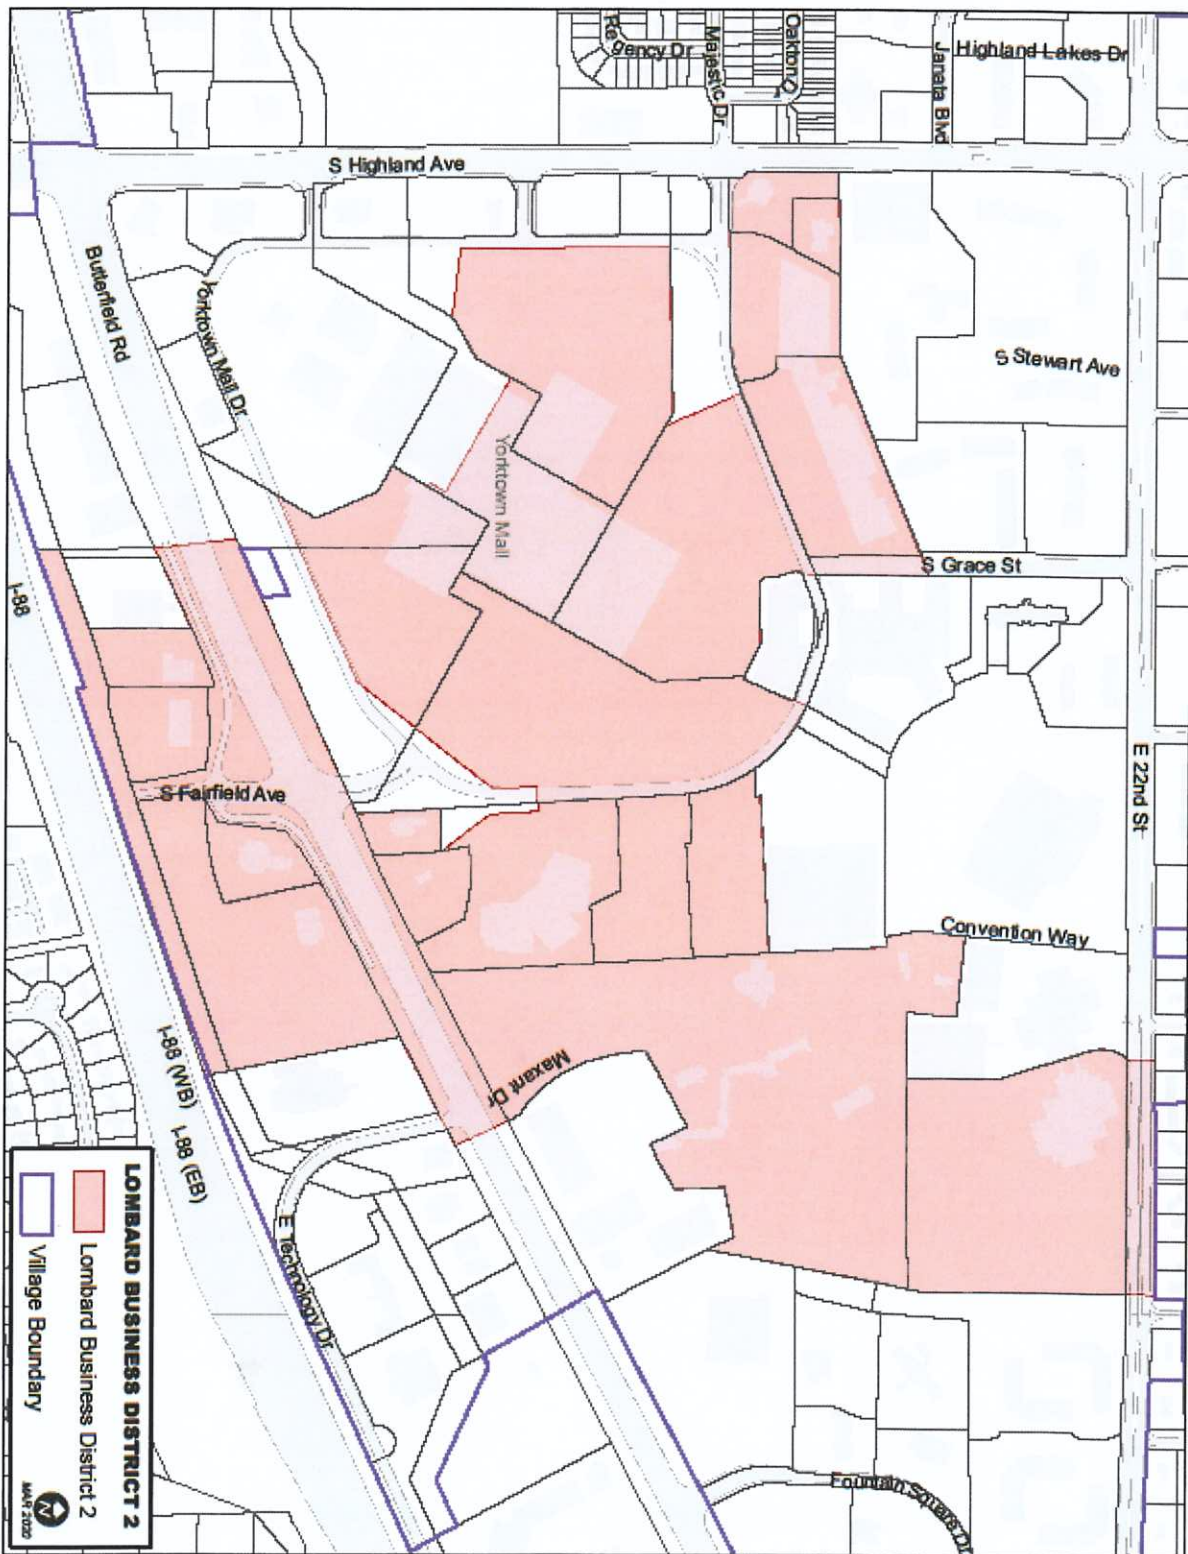 Regency Dr
Majestic Dr
Oakton Ct
Janata Blvd
Highland Lakes Dr
S Highland Ave
Butterfield Rd
Yorktown Mall Dr
Yorktown Mall
S Stewart Ave
S Grace St
E 22nd St
I-88
S Fairfield Ave
Convention Way
Maxant Dr
I-88 (WB)
I-88 (EB)
E Technology Dr
Fountain Square Dr
LOMBARD BUSINESS DISTRICT 2
Lombard Business District 2
Village Boundary
N